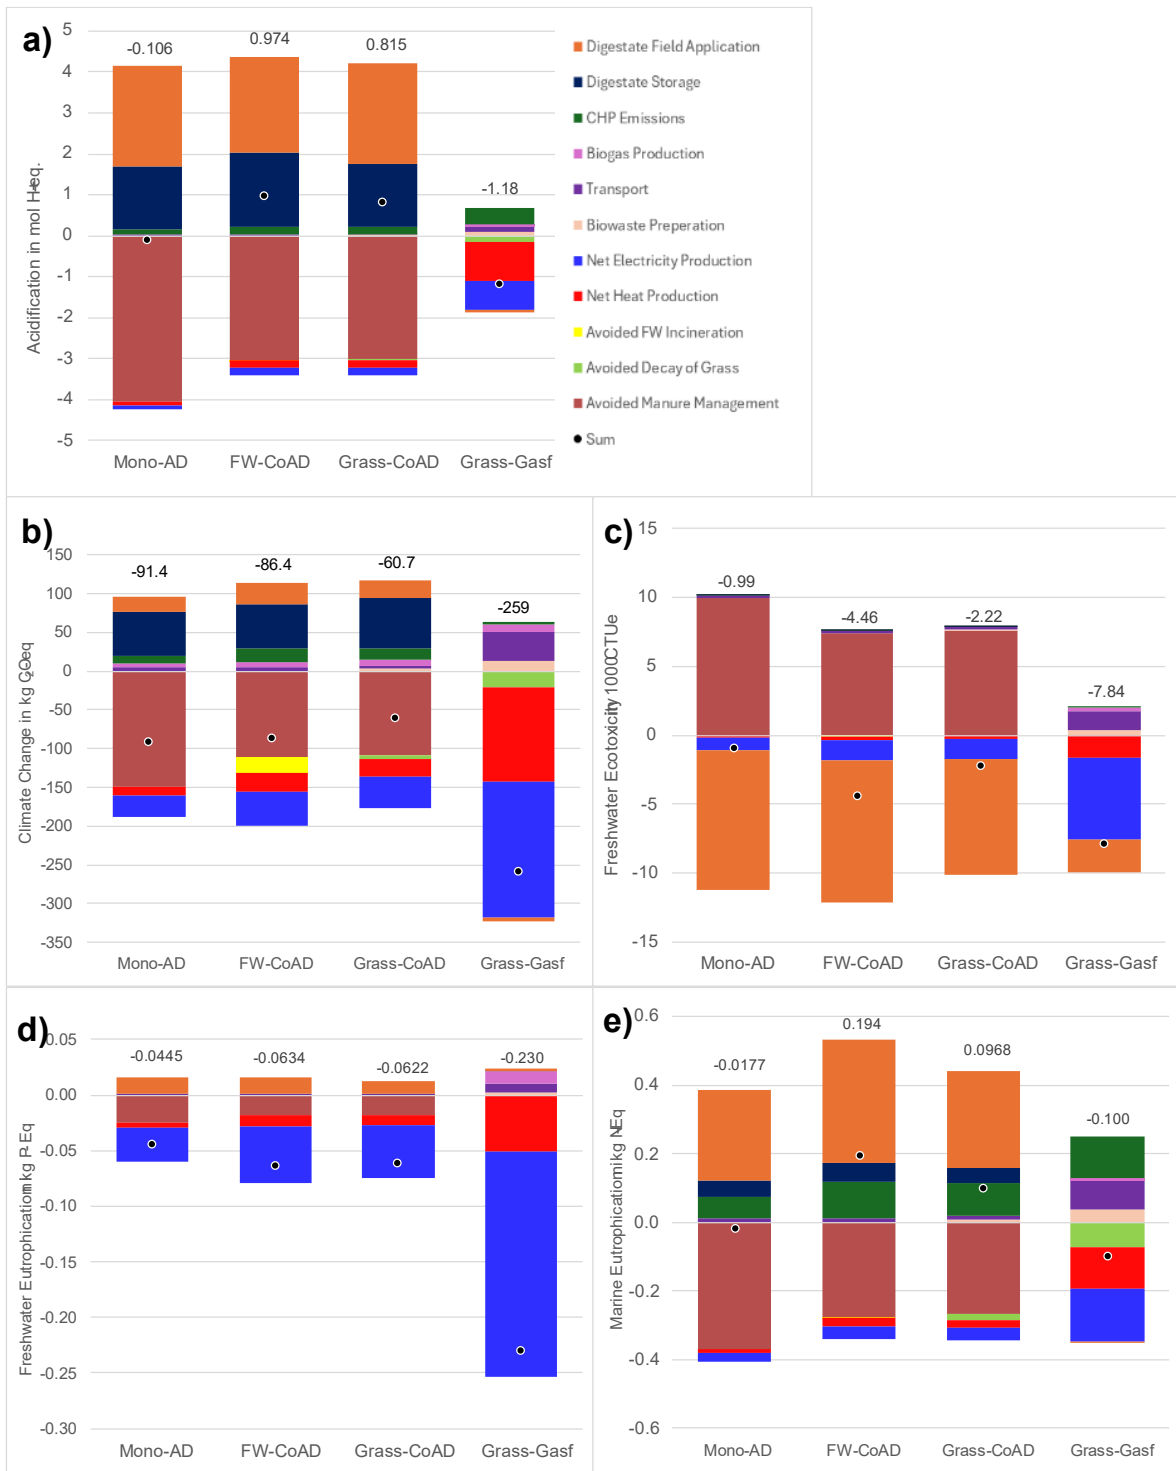 a)
5
4
3
2
1
0
-1
-2
-3
-4
-5
Acidification in mol H+eq.
-0.106
0.974
0.815
-1.18
Mono-AD
FW-CoAD
Grass-CoAD
Grass-Gasf
Digestate Field Application
Digestate Storage
CHP Emissions
Biogas Production
Transport
Biowaste Preperation
Net Electricity Production
Net Heat Production
Avoided FW Incineration
Avoided Decay of Grass
Avoided Manure Management
Sum
b)
150
100
50
0
-50
-100
-150
-200
-250
-300
-350
Climate Change in kg CO2eq
-91.4
-86.4
-60.7
-259
Mono-AD
FW-CoAD
Grass-CoAD
Grass-Gasf
c)
15
10
5
0
-5
-10
-15
Freshwater Ecotoxicity 1000CTUe
-0.99
-4.46
-2.22
-7.84
Mono-AD
FW-CoAD
Grass-CoAD
Grass-Gasf
d)
0.05
0.00
-0.05
-0.10
-0.15
-0.20
-0.25
-0.30
Freshwater Eutrophication kg P-Eq
-0.0445
-0.0634
-0.0622
-0.230
Mono-AD
FW-CoAD
Grass-CoAD
Grass-Gasf
e)
0.6
0.4
0.2
0.0
-0.2
-0.4
-0.6
Marine Eutrophication kg N-Eq
-0.0177
0.194
0.0968
-0.100
Mono-AD
FW-CoAD
Grass-CoAD
Grass-Gasf